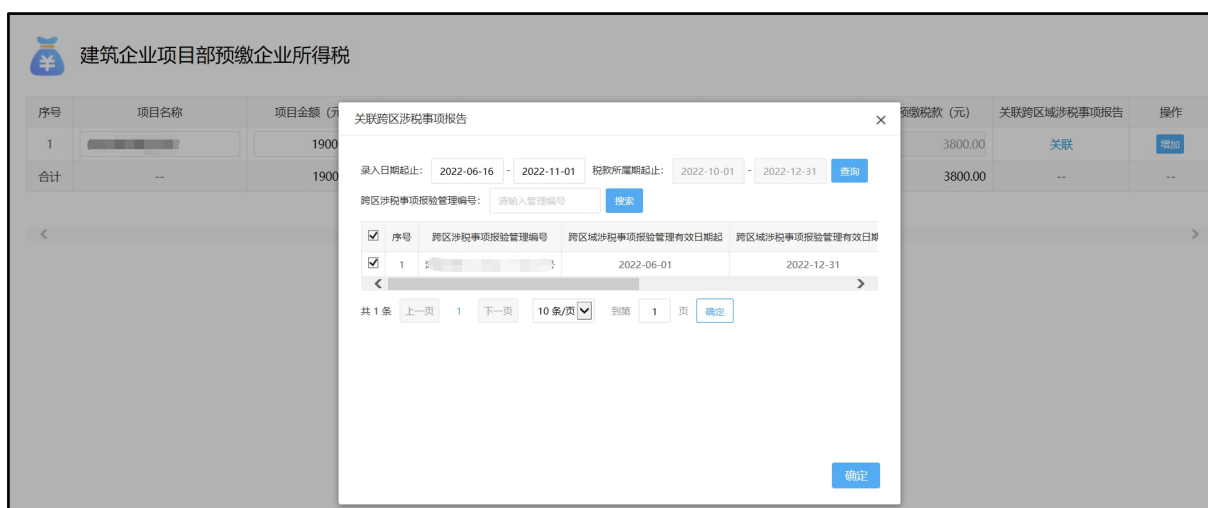 建筑企业项目部预缴企业所得税
序号 项目名称 项目金额（元 预缴税款（元） 关联跨区域涉税事项报告 操作
1 1900 3800.00 关联 增加
合计 -- 1900 3800.00 -- --
关联跨区涉税事项报告
录入日期起止： 2022-06-16 - 2022-11-01 税款所属期起止： 2022-10-01 - 2022-12-31 查询
跨区涉税事项报验管理编号： 请输入管理编号 搜索
序号 跨区涉税事项报验管理编号 跨区域涉税事项报验管理有效日期起 跨区域涉税事项报验管理有效日期
1 2022-06-01 2022-12-31
共 1 条 上一页 1 下一页 10 条/页 到第 1 页 确定
确定